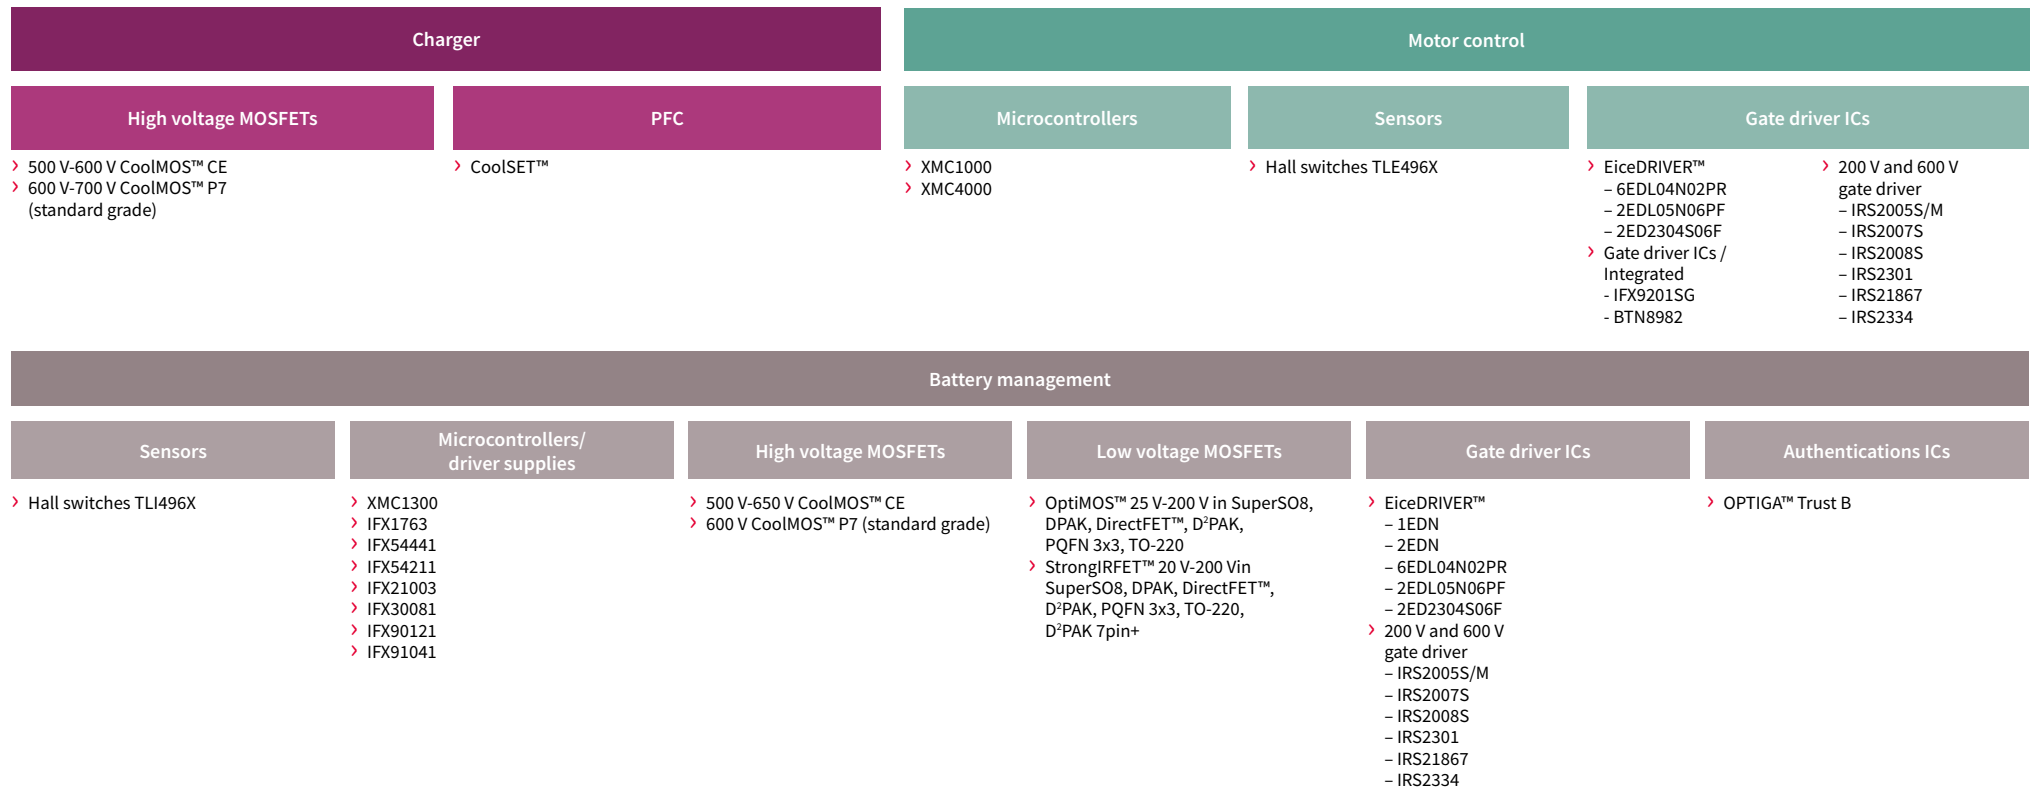 Charger
High voltage MOSFETs
› 500 V-600 V CoolMOS™ CE
› 600 V-700 V CoolMOS™ P7
(standard grade)
PFC
› CoolSET™
Motor control
Microcontrollers
› XMC1000
› XMC4000
Sensors
› Hall switches TLE496X
Gate driver ICs
› EiceDRIVER™
– 6EDL04N02PR
– 2EDL05N06PF
– 2ED2304S06F
› Gate driver ICs /
Integrated
- IFX9201SG
- BTN8982
› 200 V and 600 V
gate driver
– IRS2005S/M
– IRS2007S
– IRS2008S
– IRS2301
– IRS21867
– IRS2334
Battery management
Sensors
› Hall switches TLI496X
Microcontrollers/
driver supplies
› XMC1300
› IFX1763
› IFX54441
› IFX54211
› IFX21003
› IFX30081
› IFX90121
› IFX91041
High voltage MOSFETs
› 500 V-650 V CoolMOS™ CE
› 600 V CoolMOS™ P7 (standard grade)
Low voltage MOSFETs
› OptiMOS™ 25 V-200 V in SuperSO8,
DPAK, DirectFET™, D²PAK,
PQFN 3x3, TO-220
› StrongIRFET™ 20 V-200 Vin
SuperSO8, DPAK, DirectFET™,
D²PAK, PQFN 3x3, TO-220,
D²PAK 7pin+
Gate driver ICs
› EiceDRIVER™
– 1EDN
– 2EDN
– 6EDL04N02PR
– 2EDL05N06PF
– 2ED2304S06F
› 200 V and 600 V
gate driver
– IRS2005S/M
– IRS2007S
– IRS2008S
– IRS2301
– IRS21867
– IRS2334
Authentications ICs
› OPTIGA™ Trust B